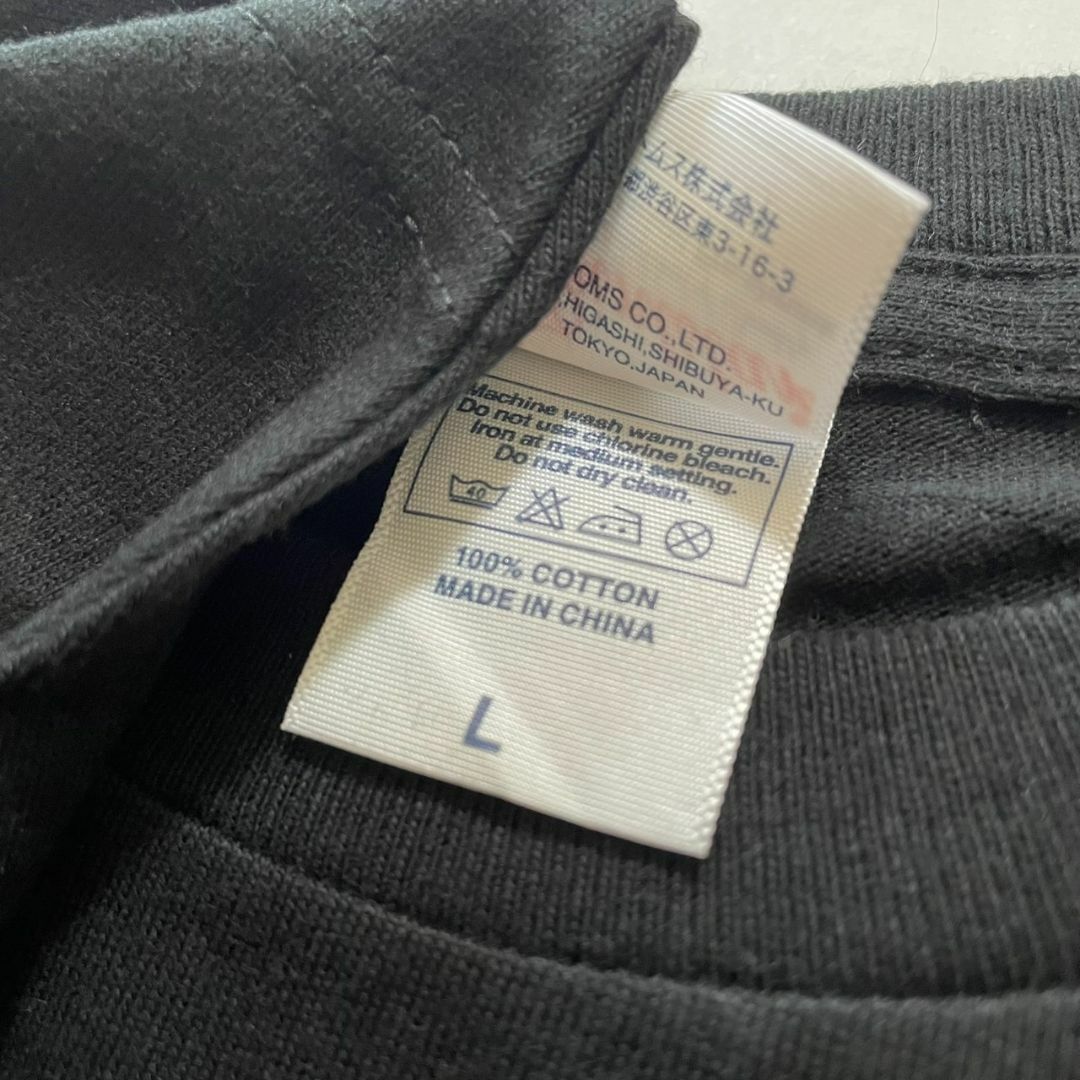 ムス株式会社
都渋谷区東3-16-3
OMS CO.,LTD.
,HIGASHI,SHIBUYA-KU
TOKYO,JAPAN
Machine wash warm gentle.
Do not use chlorine bleach.
Iron at medium setting.
Do not dry clean.
40
100% COTTON
MADE IN CHINA
L